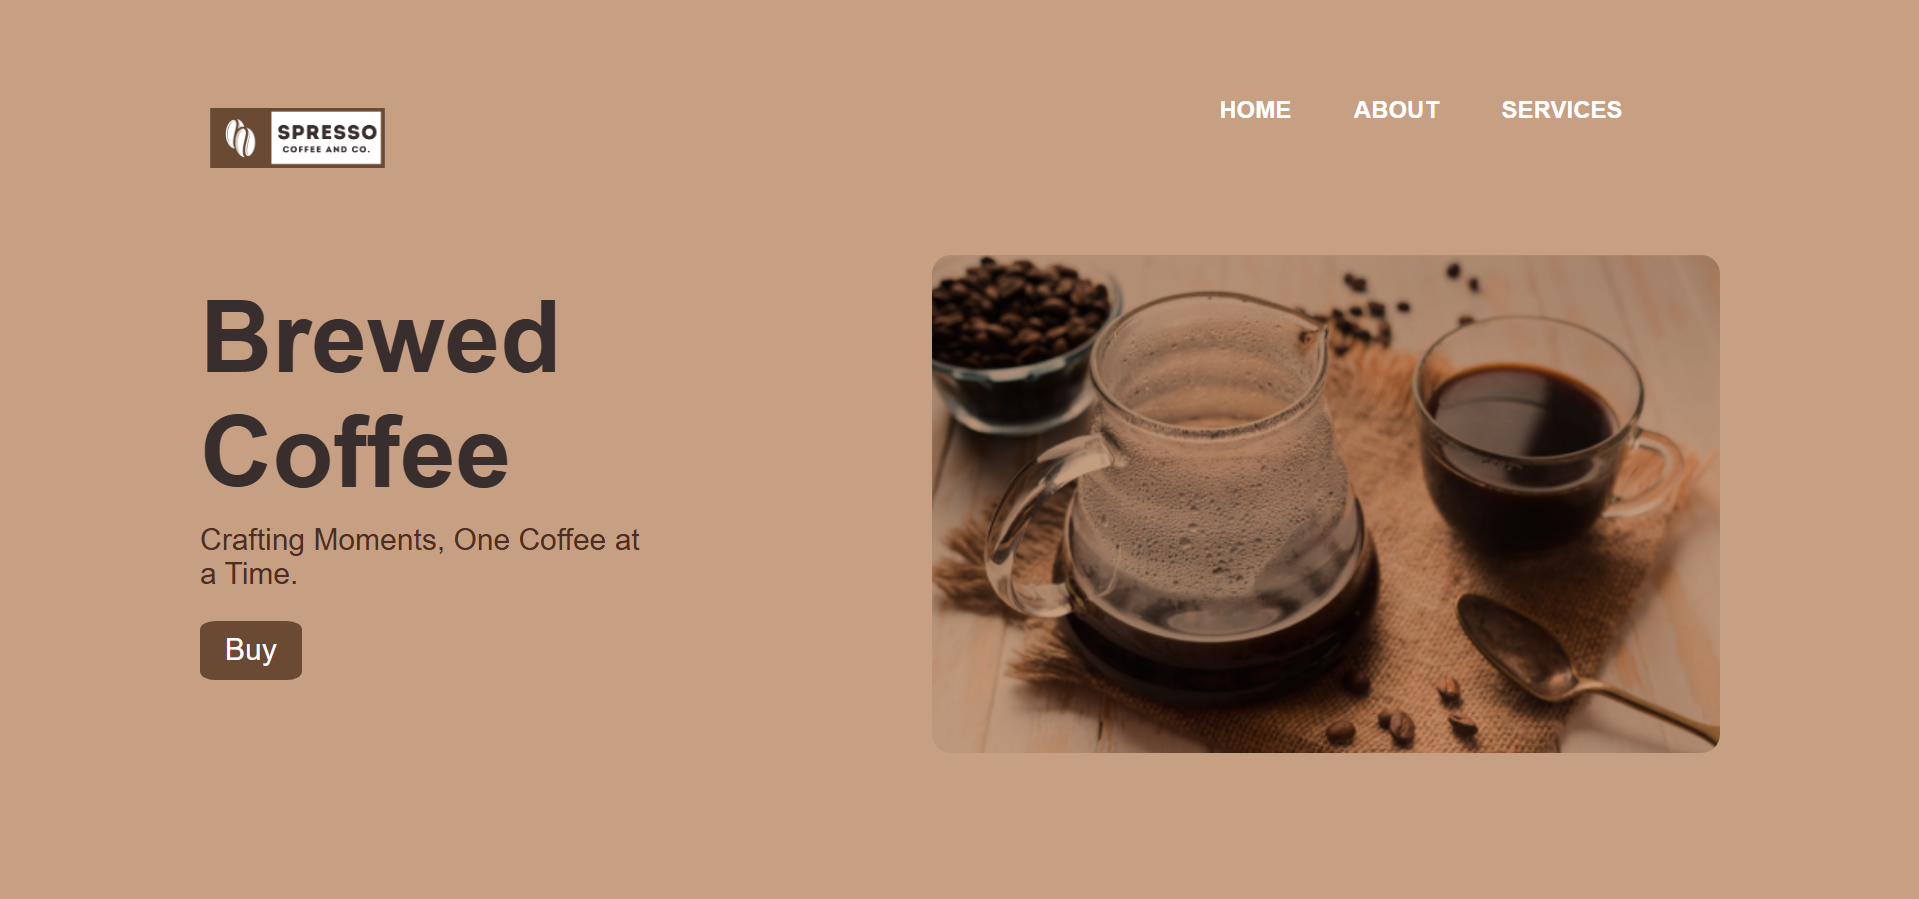 SPRESSO
COFFEE AND CO.
HOME ABOUT SERVICES
Brewed
Coffee
Crafting Moments, One Coffee at
a Time.
Buy